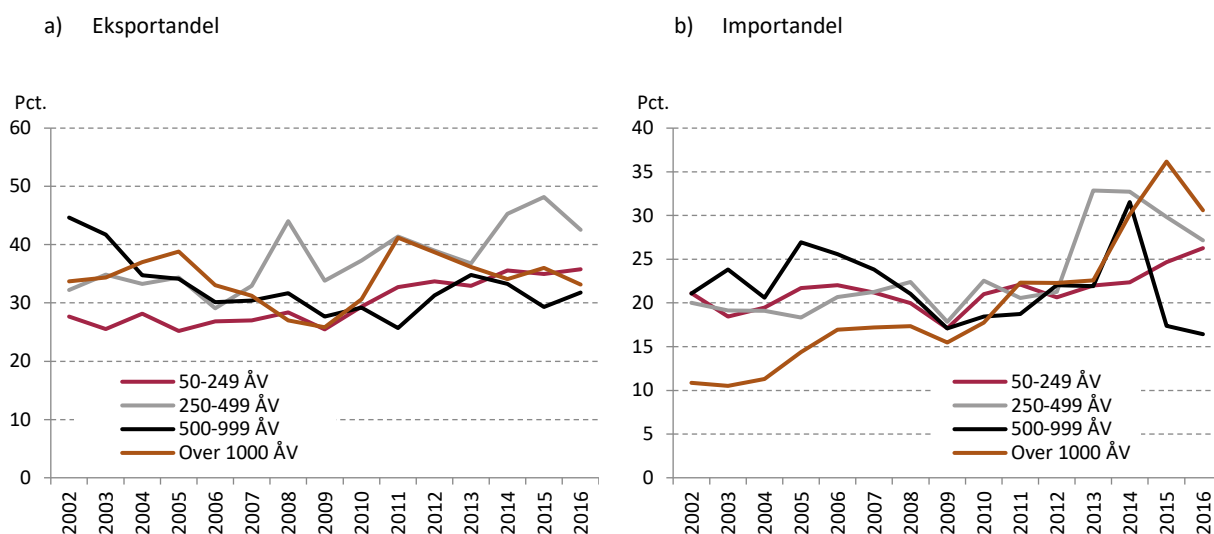 a) Eksportandel
Pct.
60
50
40
30
20
10
0
50-249 ÅV
250-499 ÅV
500-999 ÅV
Over 1000 ÅV
2002 2003 2004 2005 2006 2007 2008 2009 2010 2011 2012 2013 2014 2015 2016
b) Importandel
Pct.
40
35
30
25
20
15
10
5
0
50-249 ÅV
250-499 ÅV
500-999 ÅV
Over 1000 ÅV
2002 2003 2004 2005 2006 2007 2008 2009 2010 2011 2012 2013 2014 2015 2016